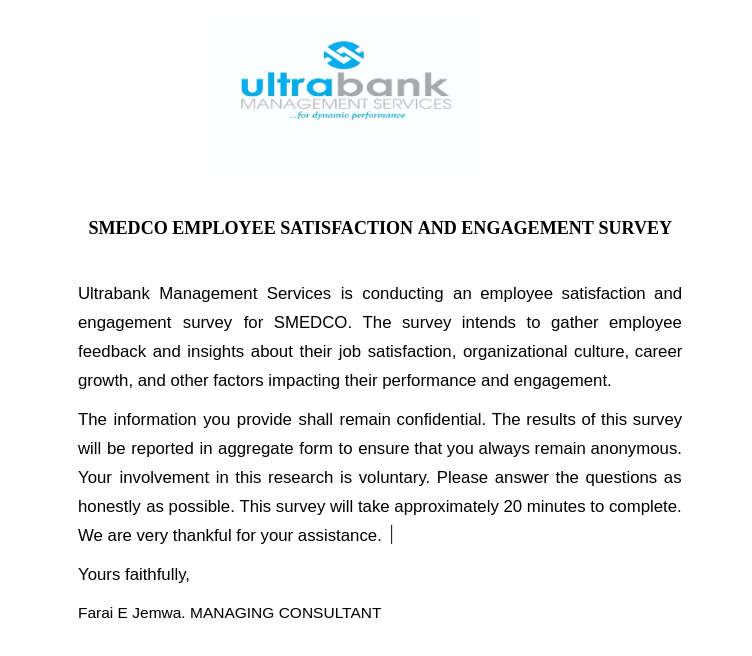 ultrabank
MANAGEMENT SERVICES
...for dynamic performance
SMEDCO EMPLOYEE SATISFACTION AND ENGAGEMENT SURVEY
Ultrabank Management Services is conducting an employee satisfaction and
engagement survey for SMEDCO. The survey intends to gather employee
feedback and insights about their job satisfaction, organizational culture, career
growth, and other factors impacting their performance and engagement.
The information you provide shall remain confidential. The results of this survey
will be reported in aggregate form to ensure that you always remain anonymous.
Your involvement in this research is voluntary. Please answer the questions as
honestly as possible. This survey will take approximately 20 minutes to complete.
We are very thankful for your assistance.
Yours faithfully,
Farai E Jemwa. MANAGING CONSULTANT